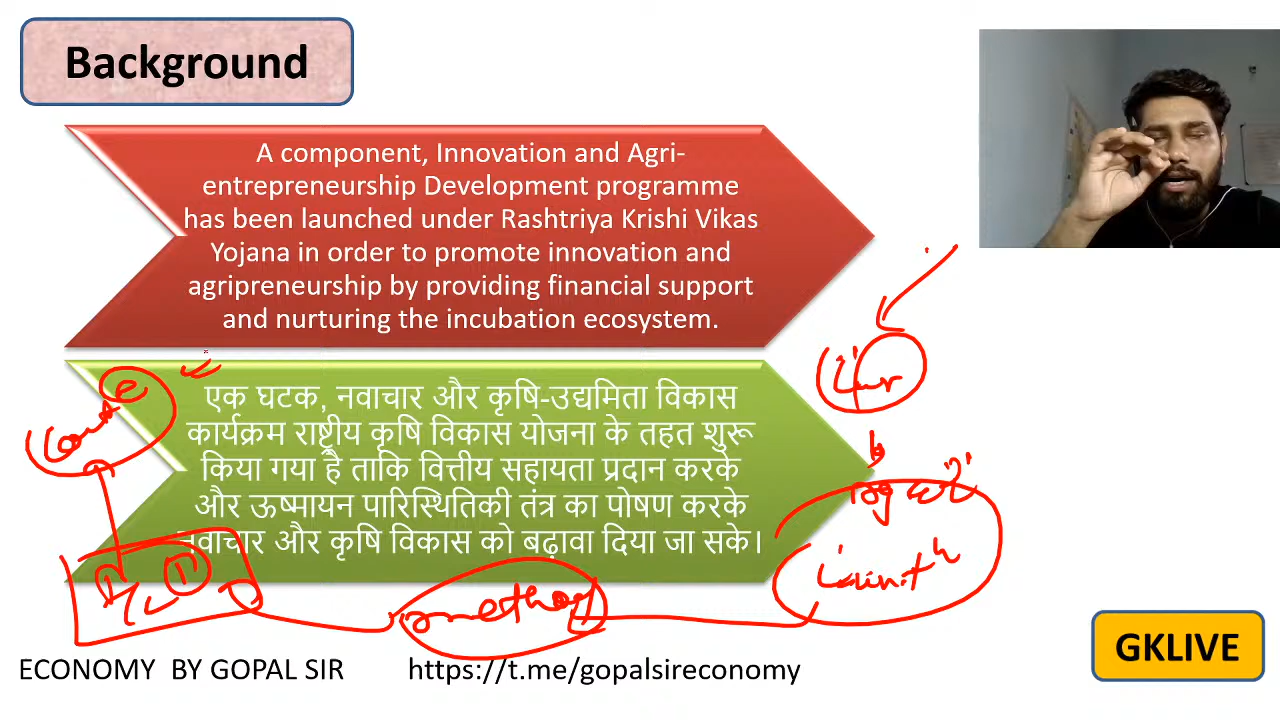 Background
A component, Innovation and Agri-
entrepreneurship Development programme
has been launched under Rashtriya Krishi Vikas
Yojana in order to promote innovation and
agripreneurship by providing financial support
and nurturing the incubation ecosystem.
एक घटक, नवाचार और कृषि-उद्यमिता विकास
कार्यक्रम राष्ट्रीय कृषि विकास योजना के तहत शुरू
किया गया है ताकि वित्तीय सहायता प्रदान करके
और ऊष्मायन पारिस्थितिकी तंत्र का पोषण करके
नवाचार और कृषि विकास को बढ़ावा दिया जा सके।
ECONOMY BY GOPAL SIR
https://t.me/gopalsireconomy
GKLIVE